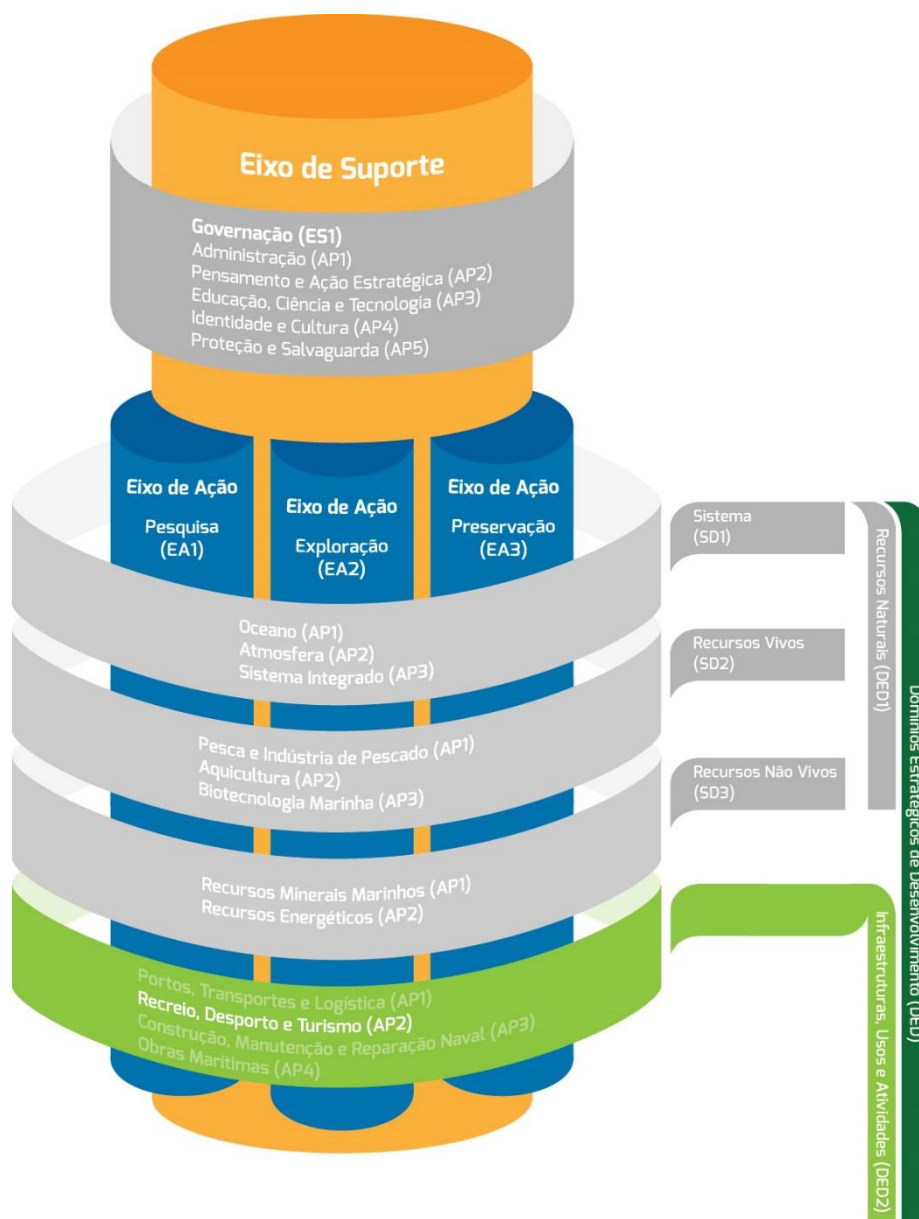 Eixo de Suporte
Governação (ES1)
Administração (AP1)
Pensamento e Ação Estratégica (AP2)
Educação, Ciência e Tecnologia (AP3)
Identidade e Cultura (AP4)
Proteção e Salvaguarda (AP5)
Eixo de Ação
Pesquisa
(EA1)
Eixo de Ação
Exploração
(EA2)
Eixo de Ação
Preservação
(EA3)
Oceano (AP1)
Atmosfera (AP2)
Sistema Integrado (AP3)
Pesca e Indústria de Pescado (AP1)
Aquicultura (AP2)
Biotecnologia Marinha (AP3)
Recursos Minerais Marinhos (AP1)
Recursos Energéticos (AP2)
Portos, Transportes e Logística (AP1)
Recreio, Desporto e Turismo (AP2)
Construção, Manutenção e Reparação Naval (AP3)
Obras Marítimas (AP4)
Sistema
(SD1)
Recursos Vivos
(SD2)
Recursos Não Vivos
(SD3)
Recursos Naturais (DED1)
Infraestruturas, Usos e Atividades (DED2)
Domínios Estratégicos de Desenvolvimento (DED)